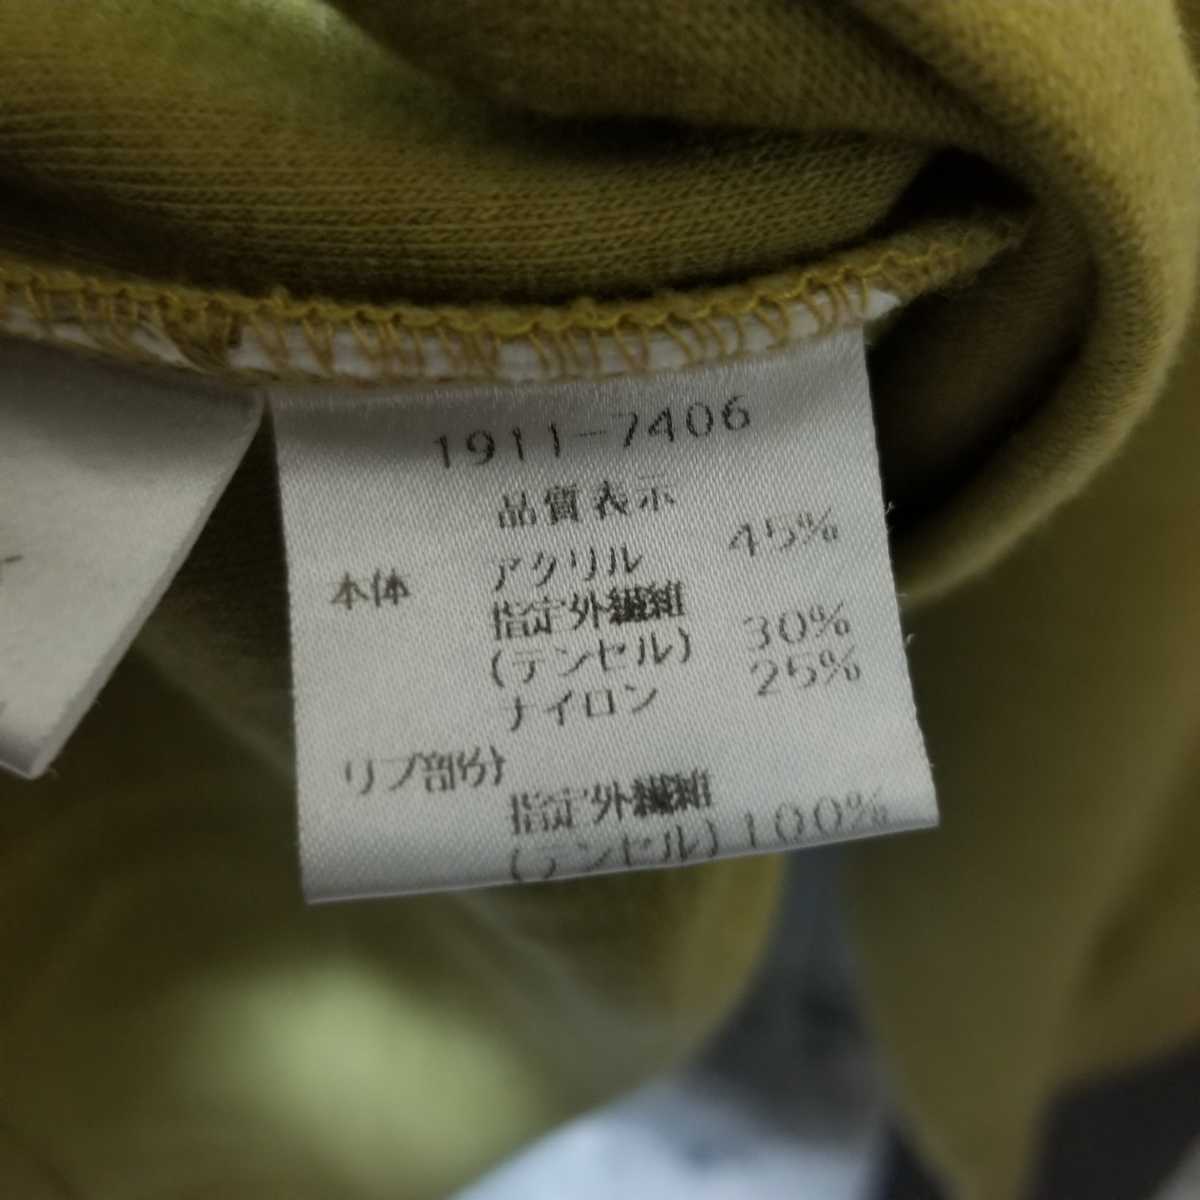 1911-7406
品質表示
本体 アクリル 45%
指定外繊維
(テンセル) 30%
ナイロン 25%
リブ部分
指定外繊維
(テンセル) 100%